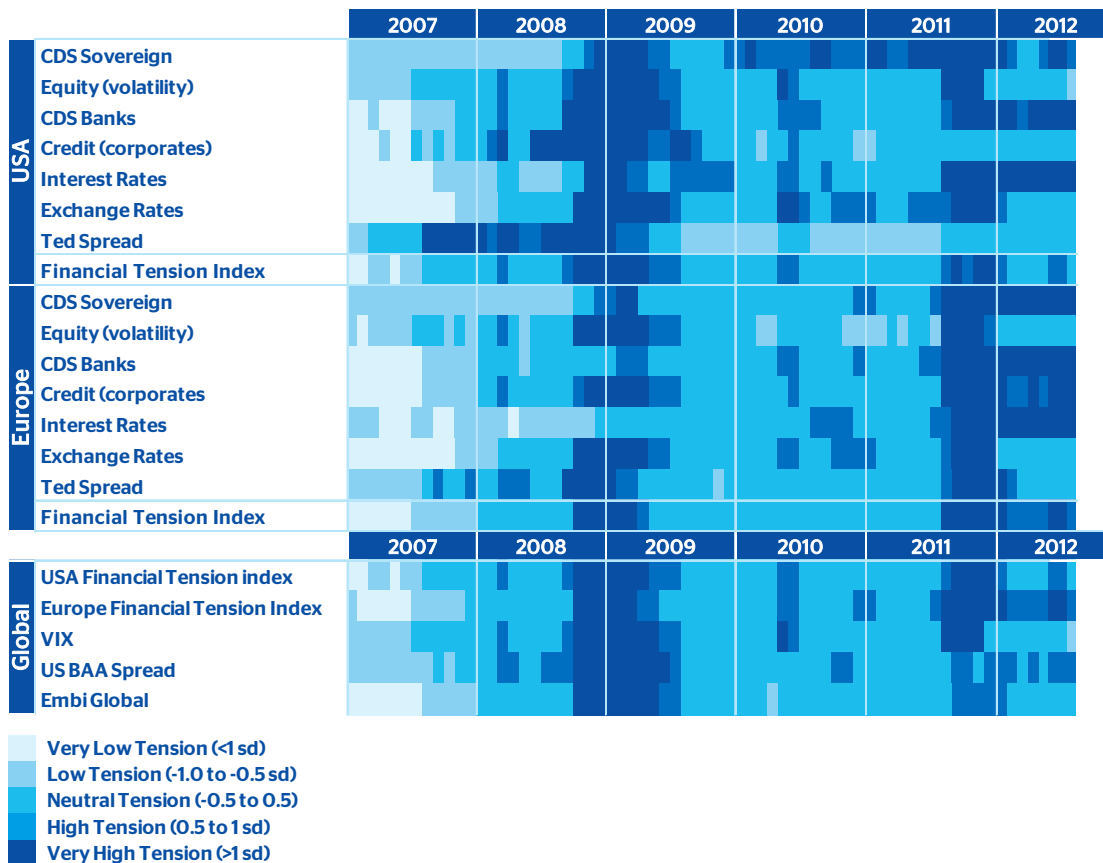 2007 2008 2009 2010 2011 2012
USA
CDS Sovereign
Equity (volatility)
CDS Banks
Credit (corporates)
Interest Rates
Exchange Rates
Ted Spread
Financial Tension Index
Europe
CDS Sovereign
Equity (volatility)
CDS Banks
Credit (corporates
Interest Rates
Exchange Rates
Ted Spread
Financial Tension Index
2007 2008 2009 2010 2011 2012
Global
USA Financial Tension index
Europe Financial Tension Index
VIX
US BAA Spread
Embi Global
Very Low Tension (<1 sd)
Low Tension (-1.0 to -0.5 sd)
Neutral Tension (-0.5 to 0.5)
High Tension (0.5 to 1 sd)
Very High Tension (>1 sd)